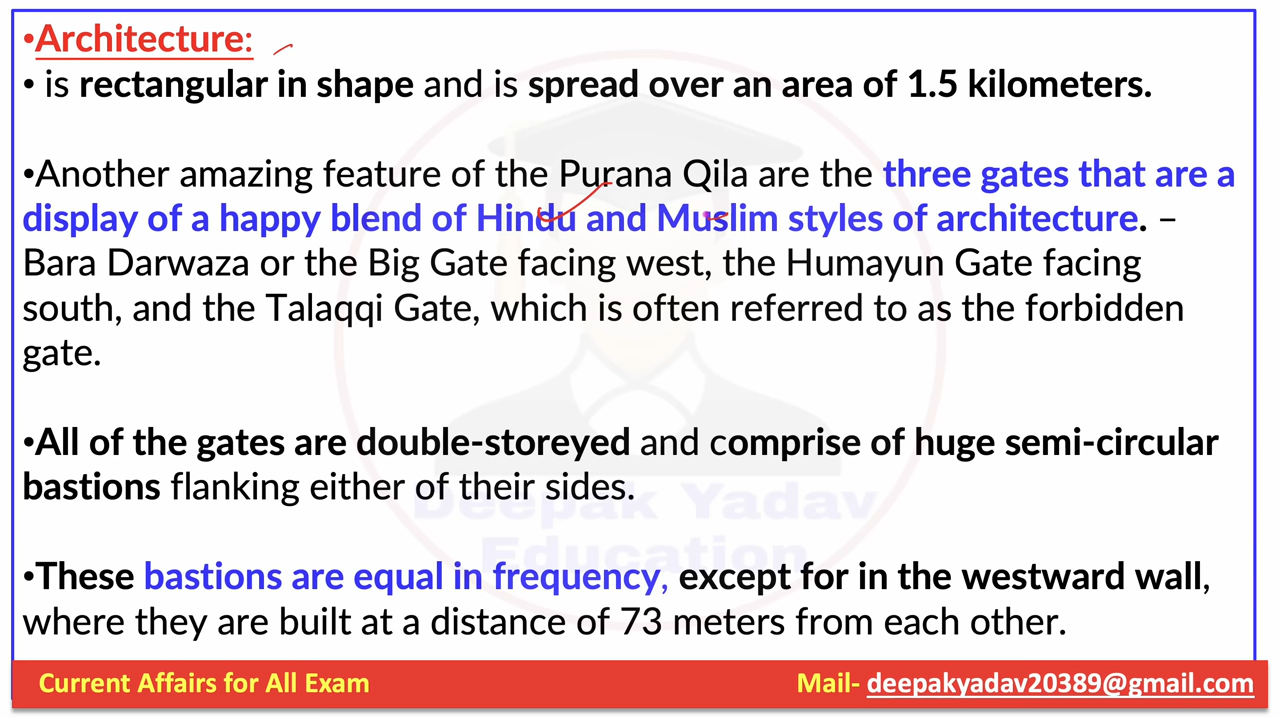 •Architecture:
• is rectangular in shape and is spread over an area of 1.5 kilometers.
•Another amazing feature of the Purana Qila are the three gates that are a
display of a happy blend of Hindu and Muslim styles of architecture. –
Bara Darwaza or the Big Gate facing west, the Humayun Gate facing
south, and the Talaqqi Gate, which is often referred to as the forbidden
gate.
•All of the gates are double-storeyed and comprise of huge semi-circular
bastions flanking either of their sides.
Deepak Yadav
Education
•These bastions are equal in frequency, except for in the westward wall,
where they are built at a distance of 73 meters from each other.
Current Affairs for All Exam
Mail- deepakyadav20389@gmail.com